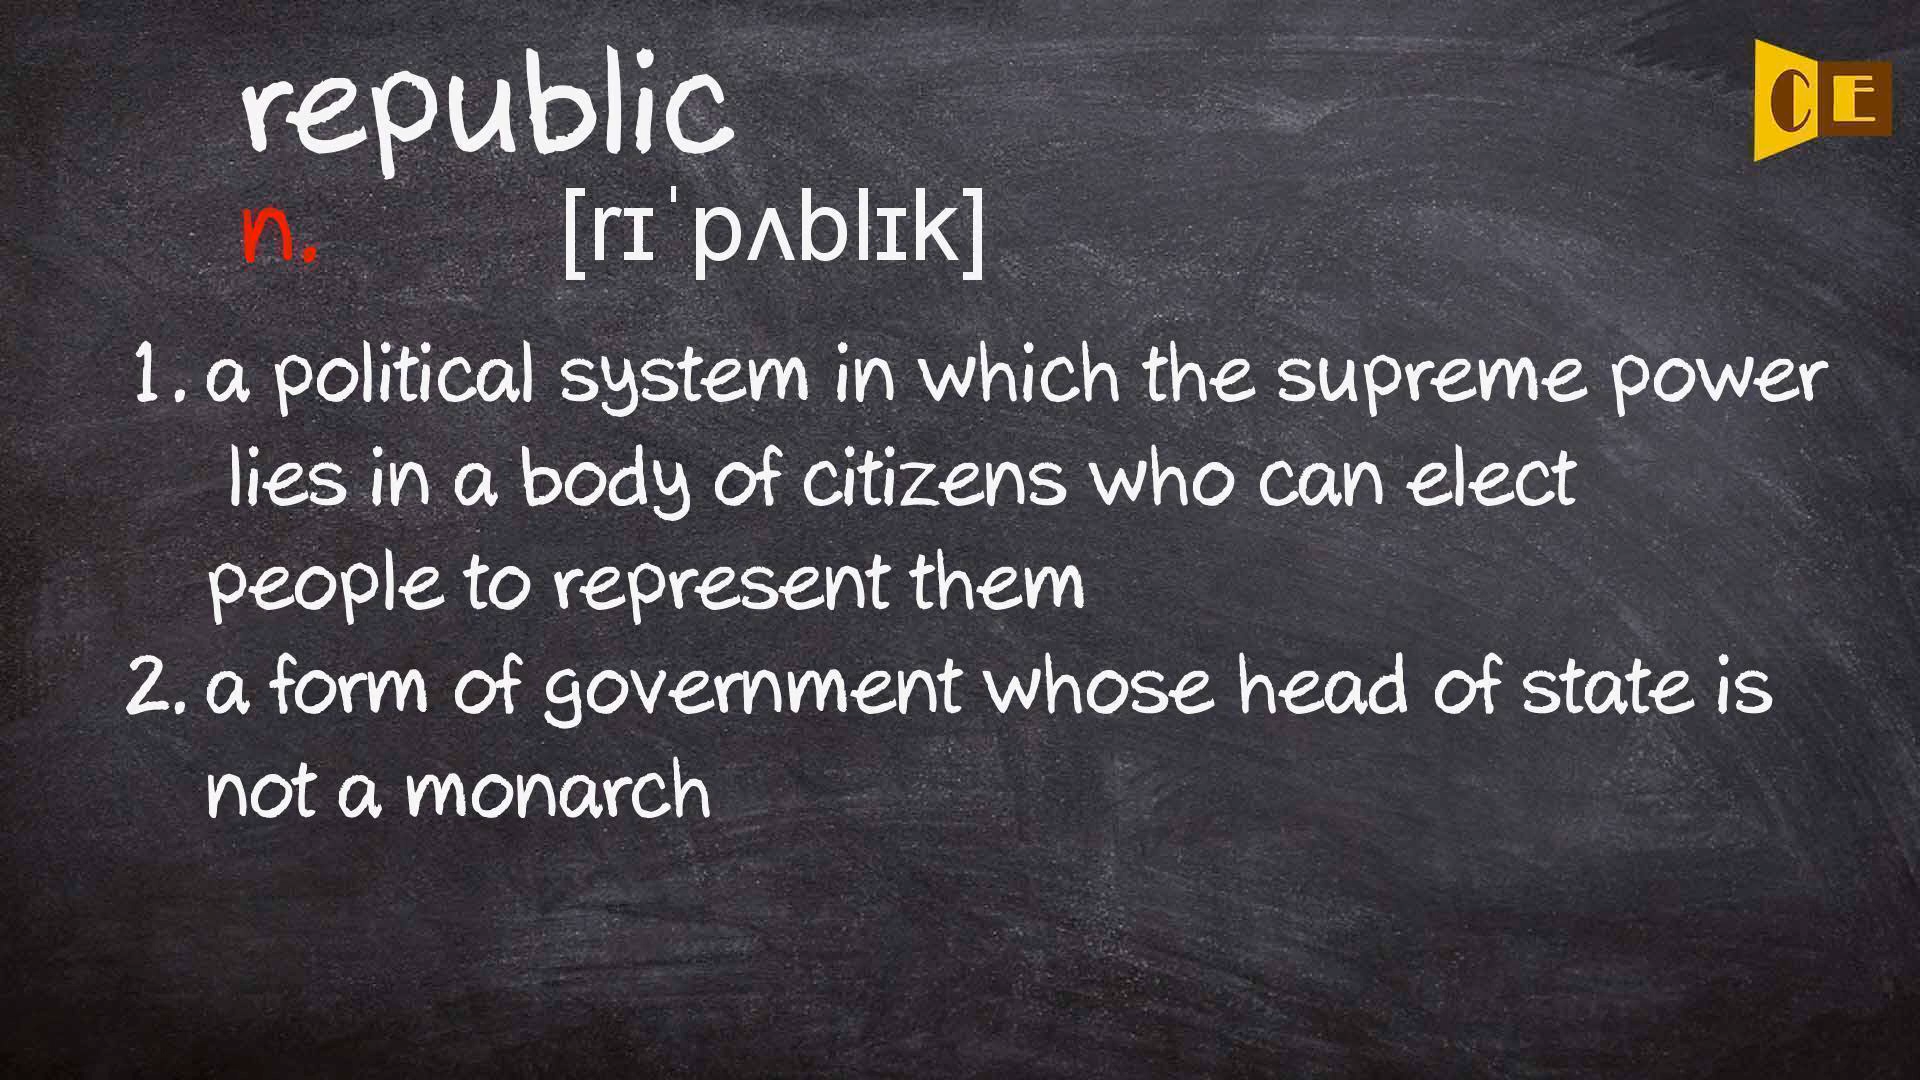 republic
n. [rɪˈpʌblɪk]
1. a political system in which the supreme power
lies in a body of citizens who can elect
people to represent them
2. a form of government whose head of state is
not a monarch
CE